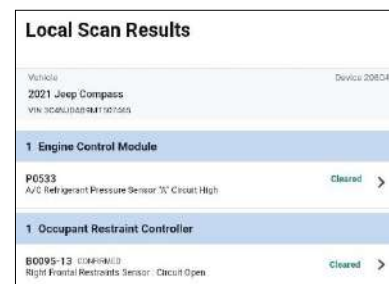 Local Scan Results
Vehicle
Device
2021 Jeep Compass
VIN
1 Engine Control Module
P0533
A/C Refrigerant Pressure Sensor "A" Circuit High
Cleared
1 Occupant Restraint Controller
B0095-13 CONFIRMED
Right Frontal Restraints Sensor : Circuit Open
Cleared